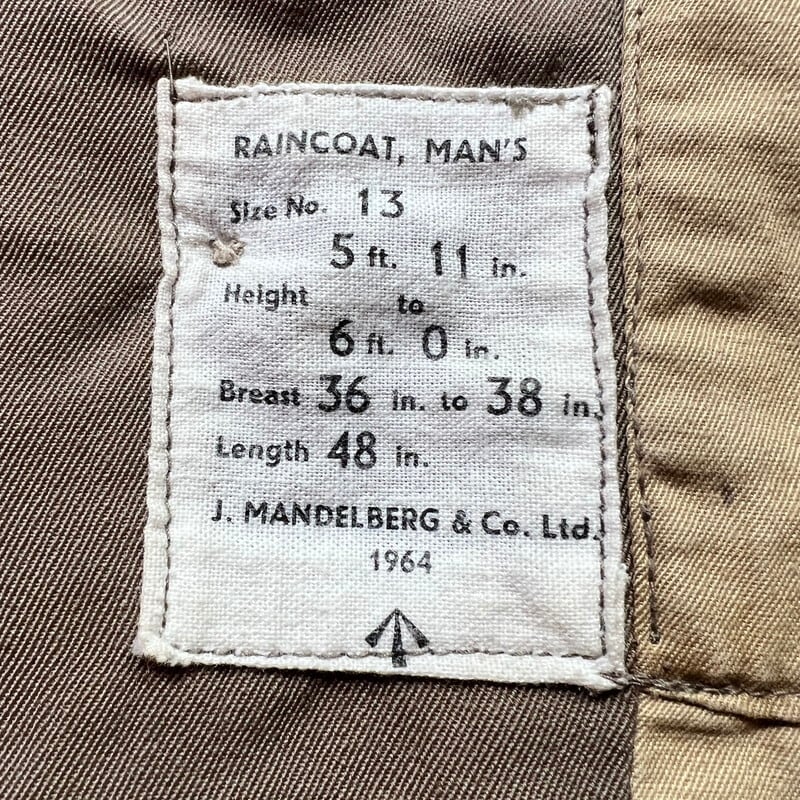 RAINCOAT, MAN'S
Size No. 13
5 ft. 11 in.
Height to
6 ft. 0 in.
Breast 36 in. to 38 in.
Length 48 in.
J. MANDELBERG & Co. Ltd.
1964